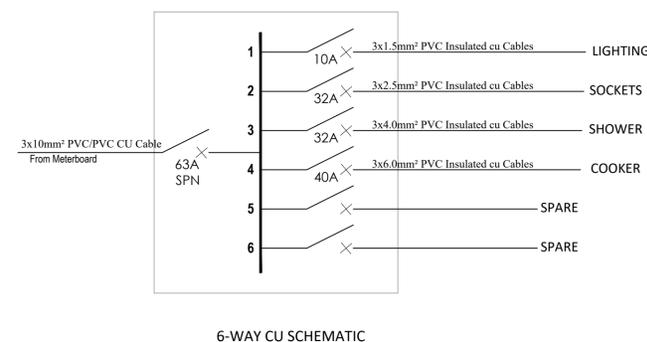 1
10A
3x1.5mm² PVC Insulated cu Cables
LIGHTING
2
32A
3x2.5mm² PVC Insulated cu Cables
SOCKETS
3
32A
3x4.0mm² PVC Insulated cu Cables
SHOWER
3x10mm² PVC/PVC CU Cable
From Meterboard
63A
SPN
4
40A
3x6.0mm² PVC Insulated cu Cables
COOKER
5
SPARE
6
SPARE
6-WAY CU SCHEMATIC